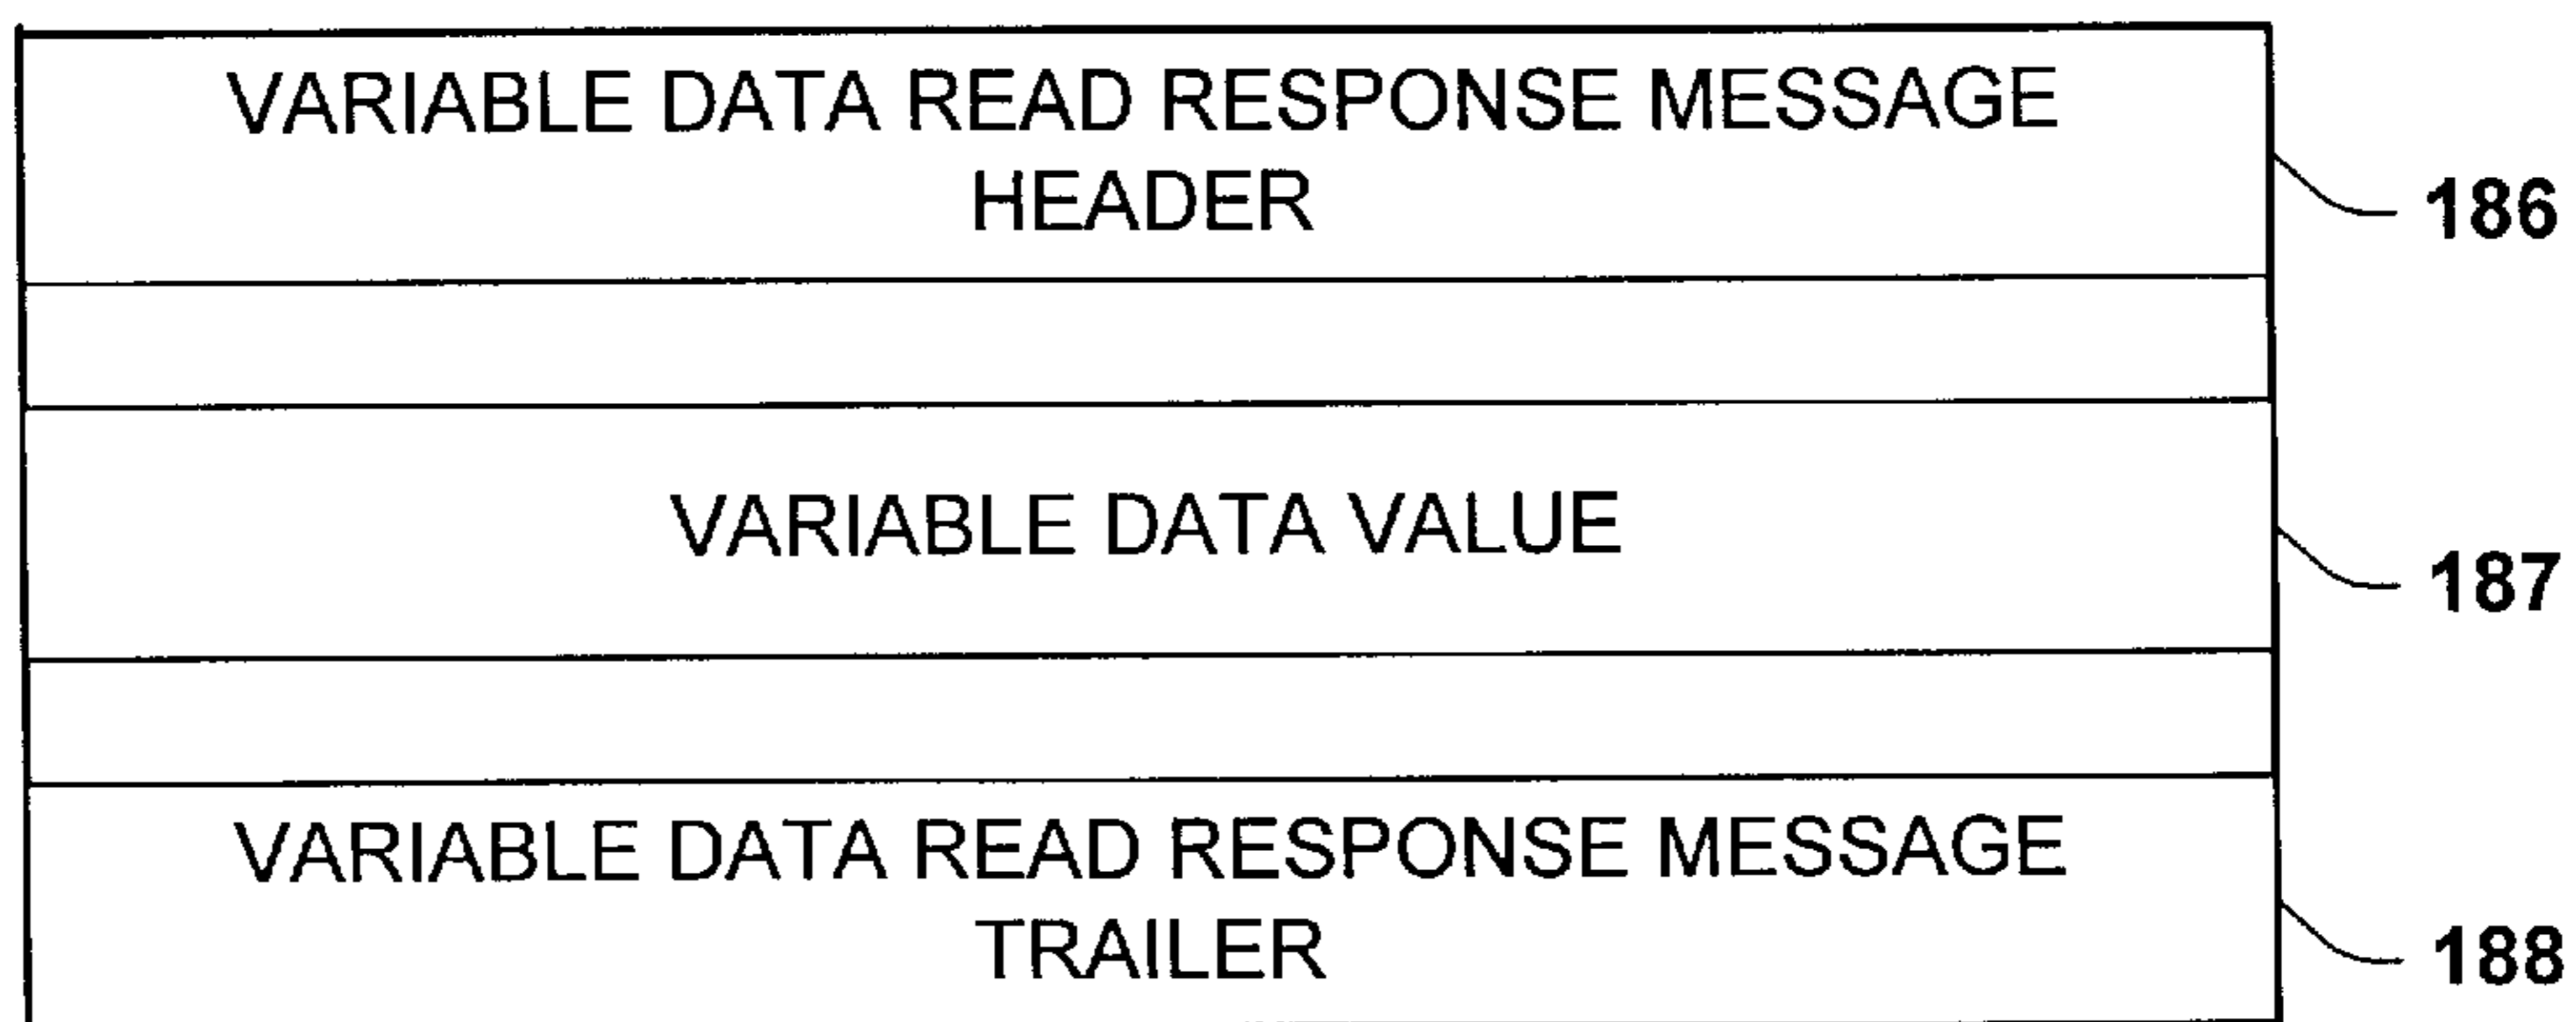 VARIABLE DATA READ RESPONSE MESSAGE
HEADER
186
VARIABLE DATA VALUE
187
VARIABLE DATA READ RESPONSE MESSAGE
TRAILER
188